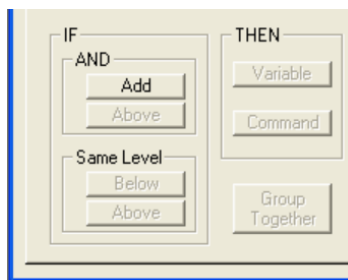 IF
AND
Add
Above
Same Level
Below
Above
THEN
Variable
Command
Group
Together